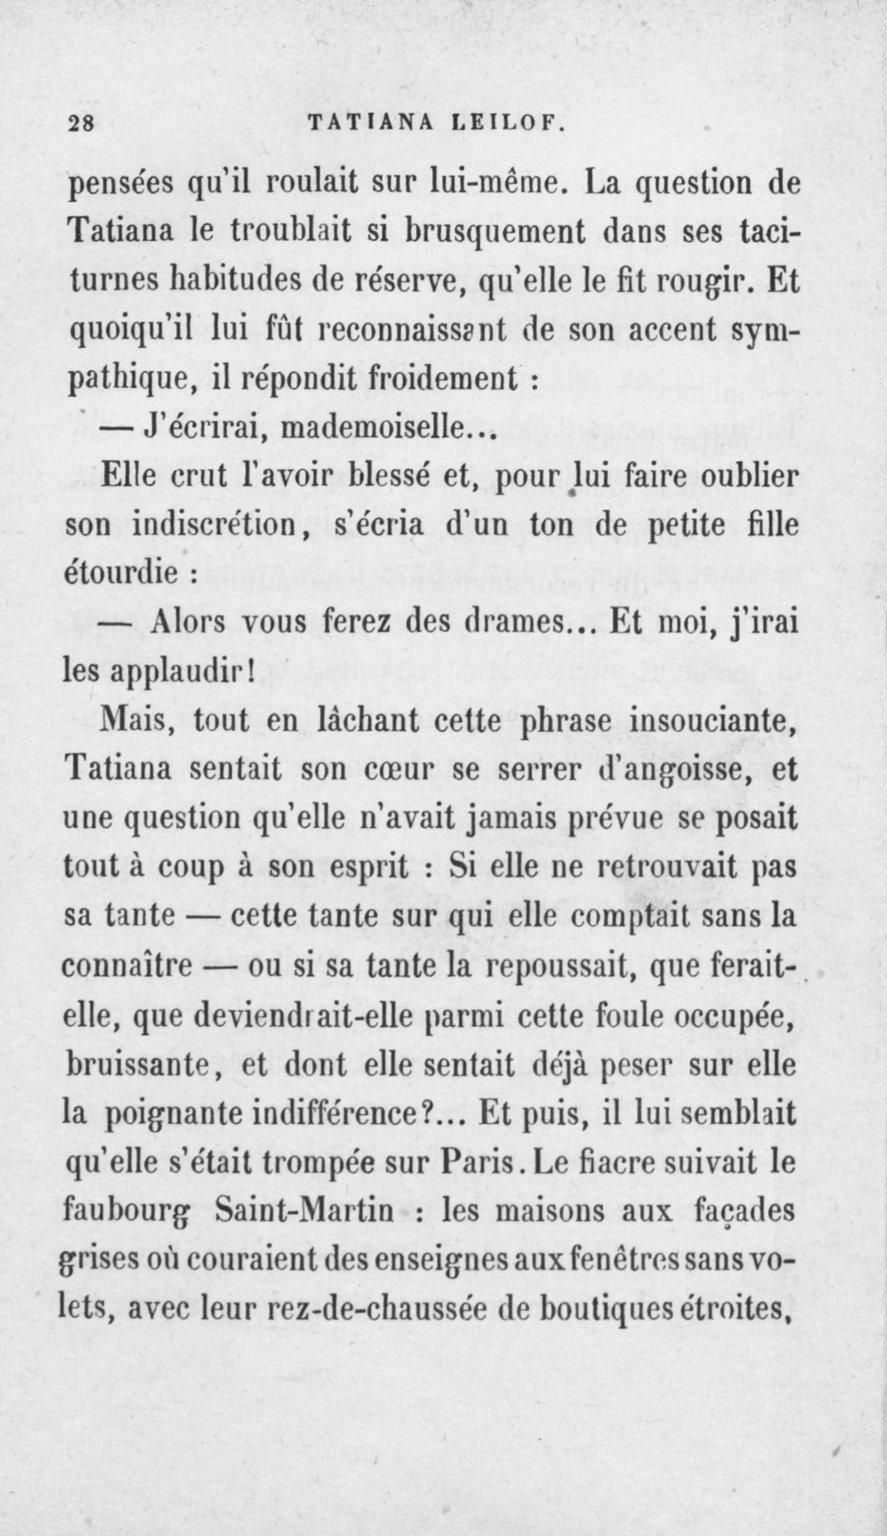 28 TATIANA LEILOF.
pensées qu'il roulait sur lui-même. La question de
Tatiana le troublait si brusquement dans ses taci-
turnes habitudes de réserve, qu'elle le fit rougir. Et
quoiqu'il lui fût reconnaissant de son accent sym-
pathique, il répondit froidement :
— J'écrirai, mademoiselle...
Elle crut l'avoir blessé et, pour lui faire oublier
son indiscrétion, s'écria d'un ton de petite fille
étourdie :
— Alors vous ferez des drames... Et moi, j'irai
les applaudir!
Mais, tout en lâchant cette phrase insouciante,
Tatiana sentait son cœur se serrer d'angoisse, et
une question qu'elle n'avait jamais prévue se posait
tout à coup à son esprit : Si elle ne retrouvait pas
sa tante — cette tante sur qui elle comptait sans la
connaître — ou si sa tante la repoussait, que ferait-
elle, que deviendrait-elle parmi cette foule occupée,
bruissante, et dont elle sentait déjà peser sur elle
la poignante indifférence?... Et puis, il lui semblait
qu'elle s'était trompée sur Paris. Le fiacre suivait le
faubourg Saint-Martin : les maisons aux façades
grises où couraient des enseignes aux fenêtres sans vo-
lets, avec leur rez-de-chaussée de boutiques étroites,